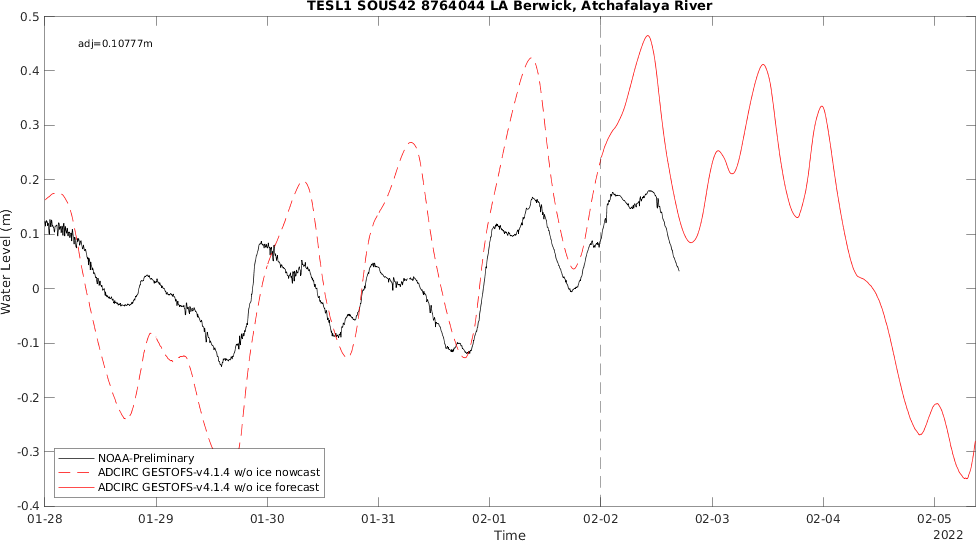 TESL1 SOUS42 8764044 LA Berwick, Atchafalaya River
adj=0.10777m
0.5
0.4
0.3
0.2
0.1
0
-0.1
-0.2
-0.3
-0.4
Water Level (m)
NOAA-Preliminary
ADCIRC GESTOFS-v4.1.4 w/o ice nowcast
ADCIRC GESTOFS-v4.1.4 w/o ice forecast
01-28 01-29 01-30 01-31 02-01 02-02 02-03 02-04 02-05
Time
2022